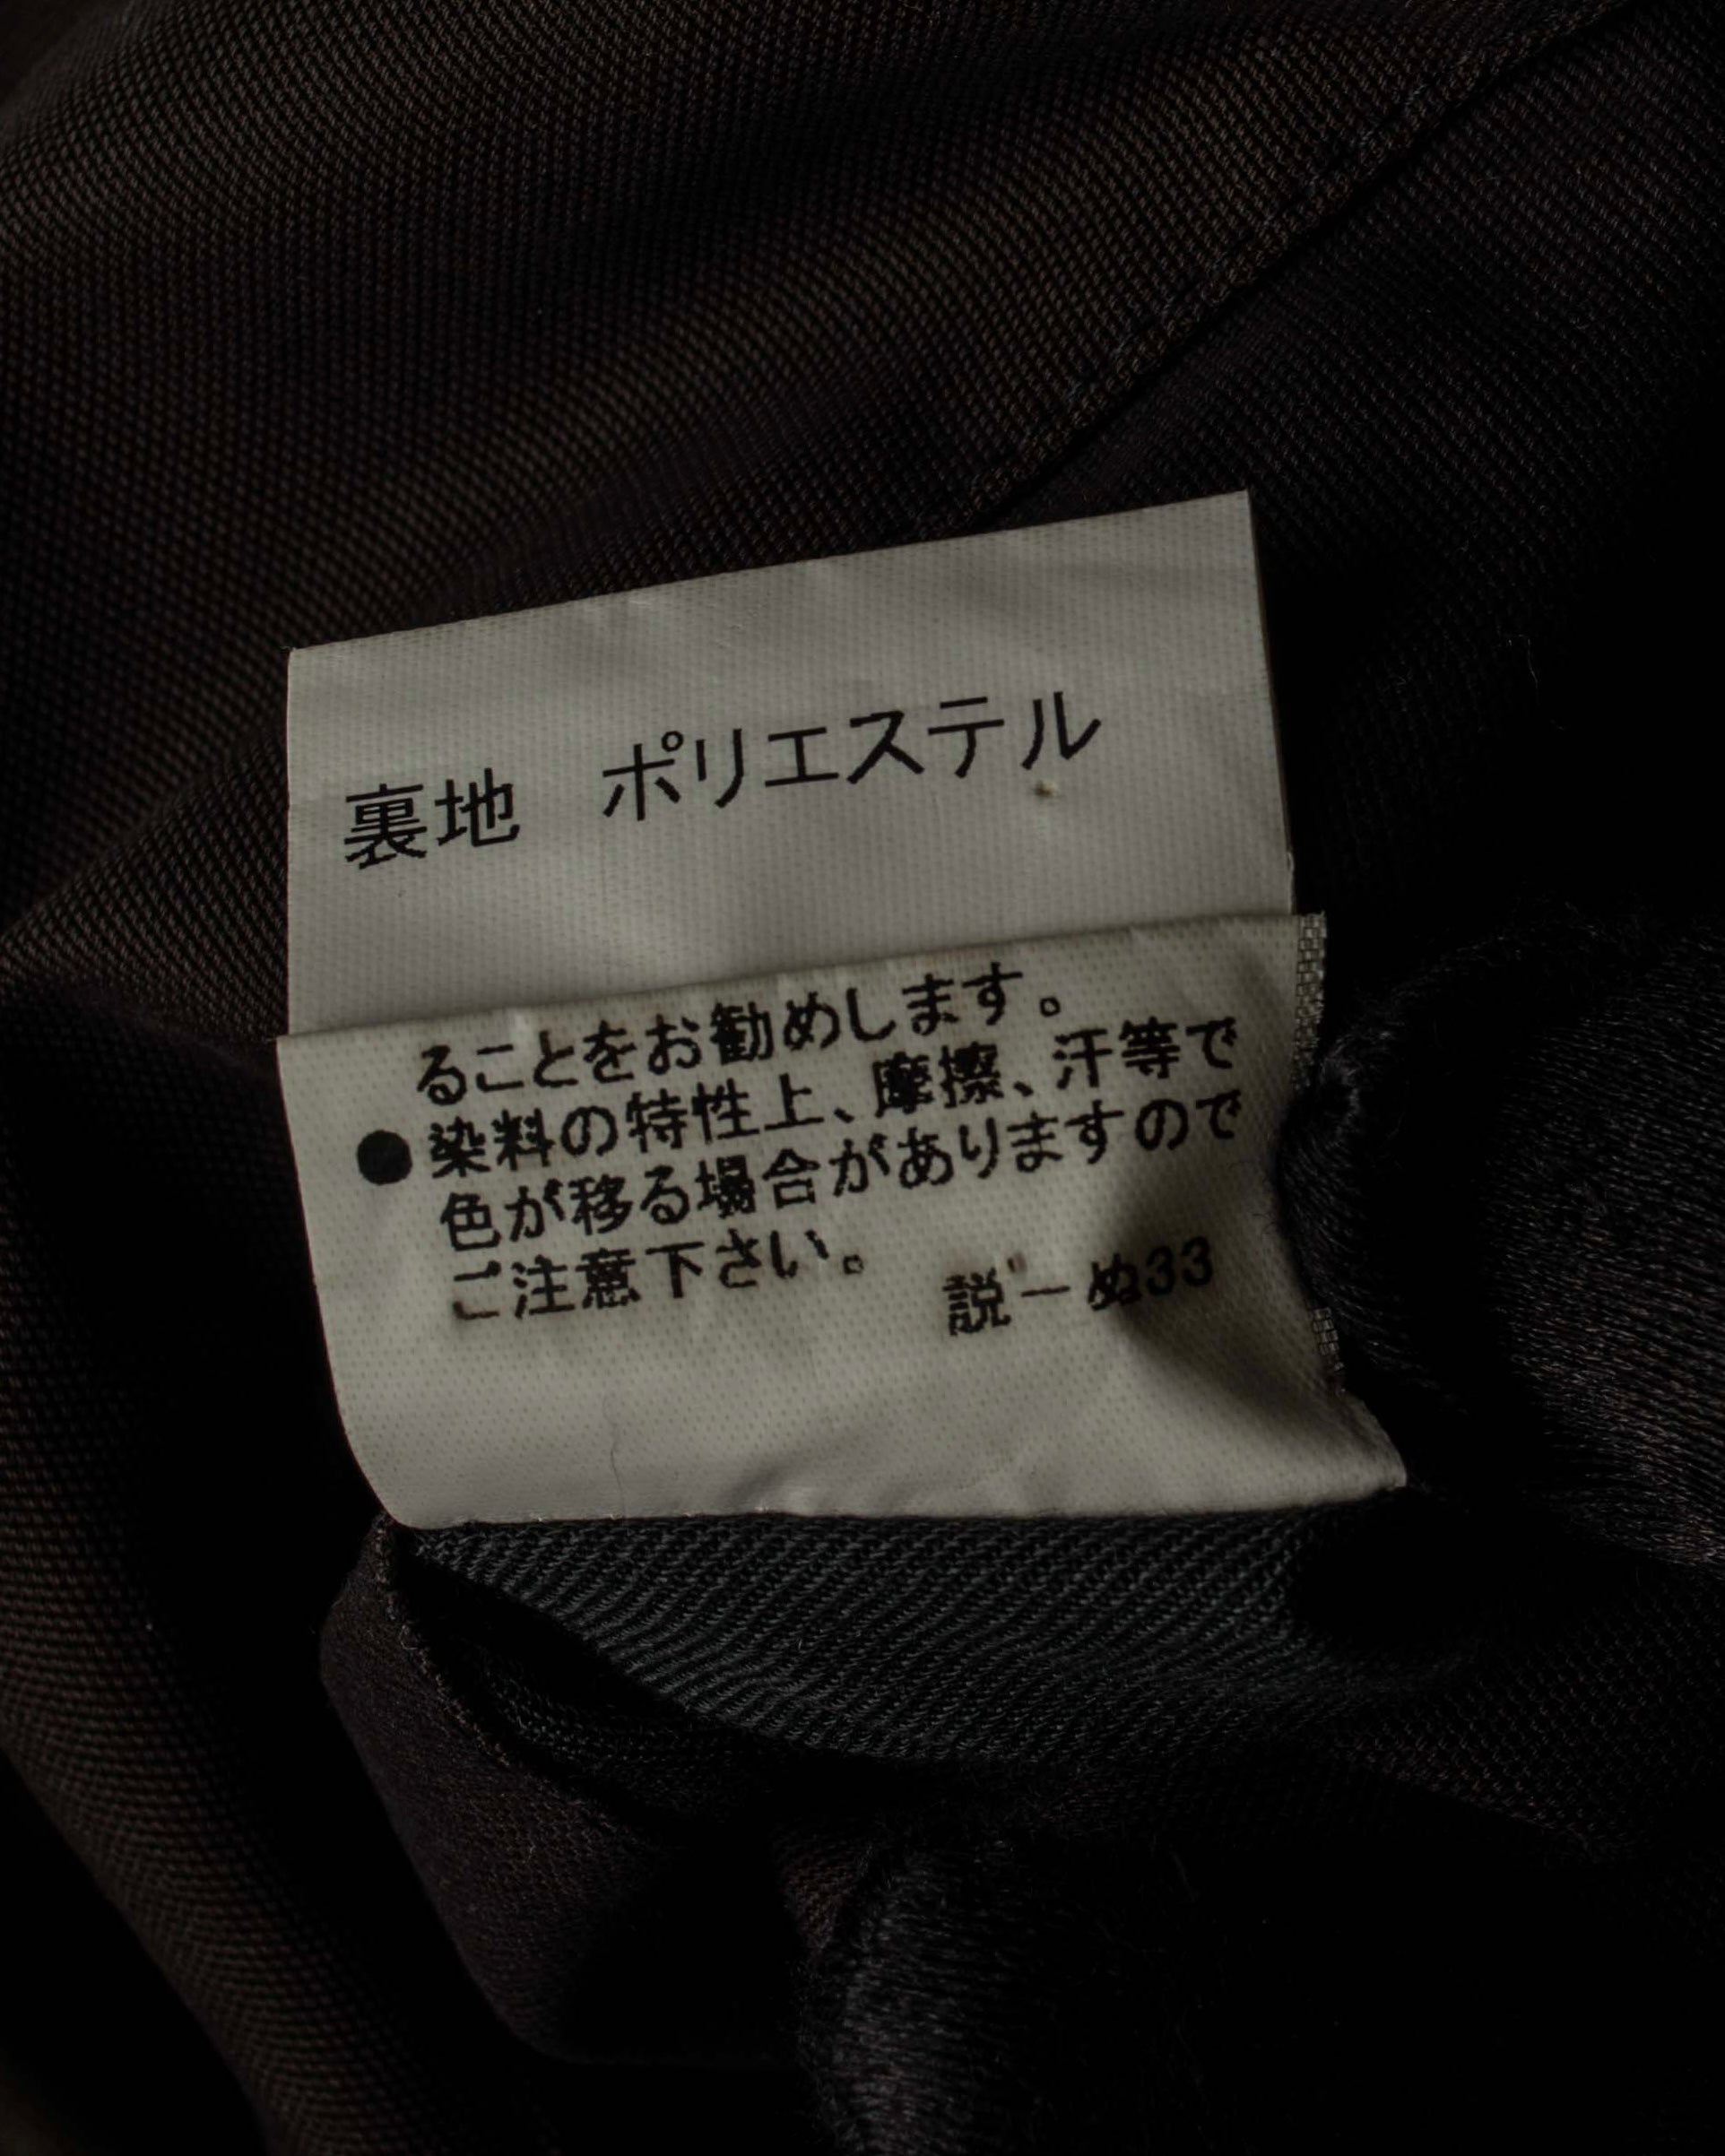 裏地　ポリエステル
ることをお勧めします。
●染料の特性上、摩擦、汗等で
色が移る場合がありますので
ご注意下さい。
説ーぬ33